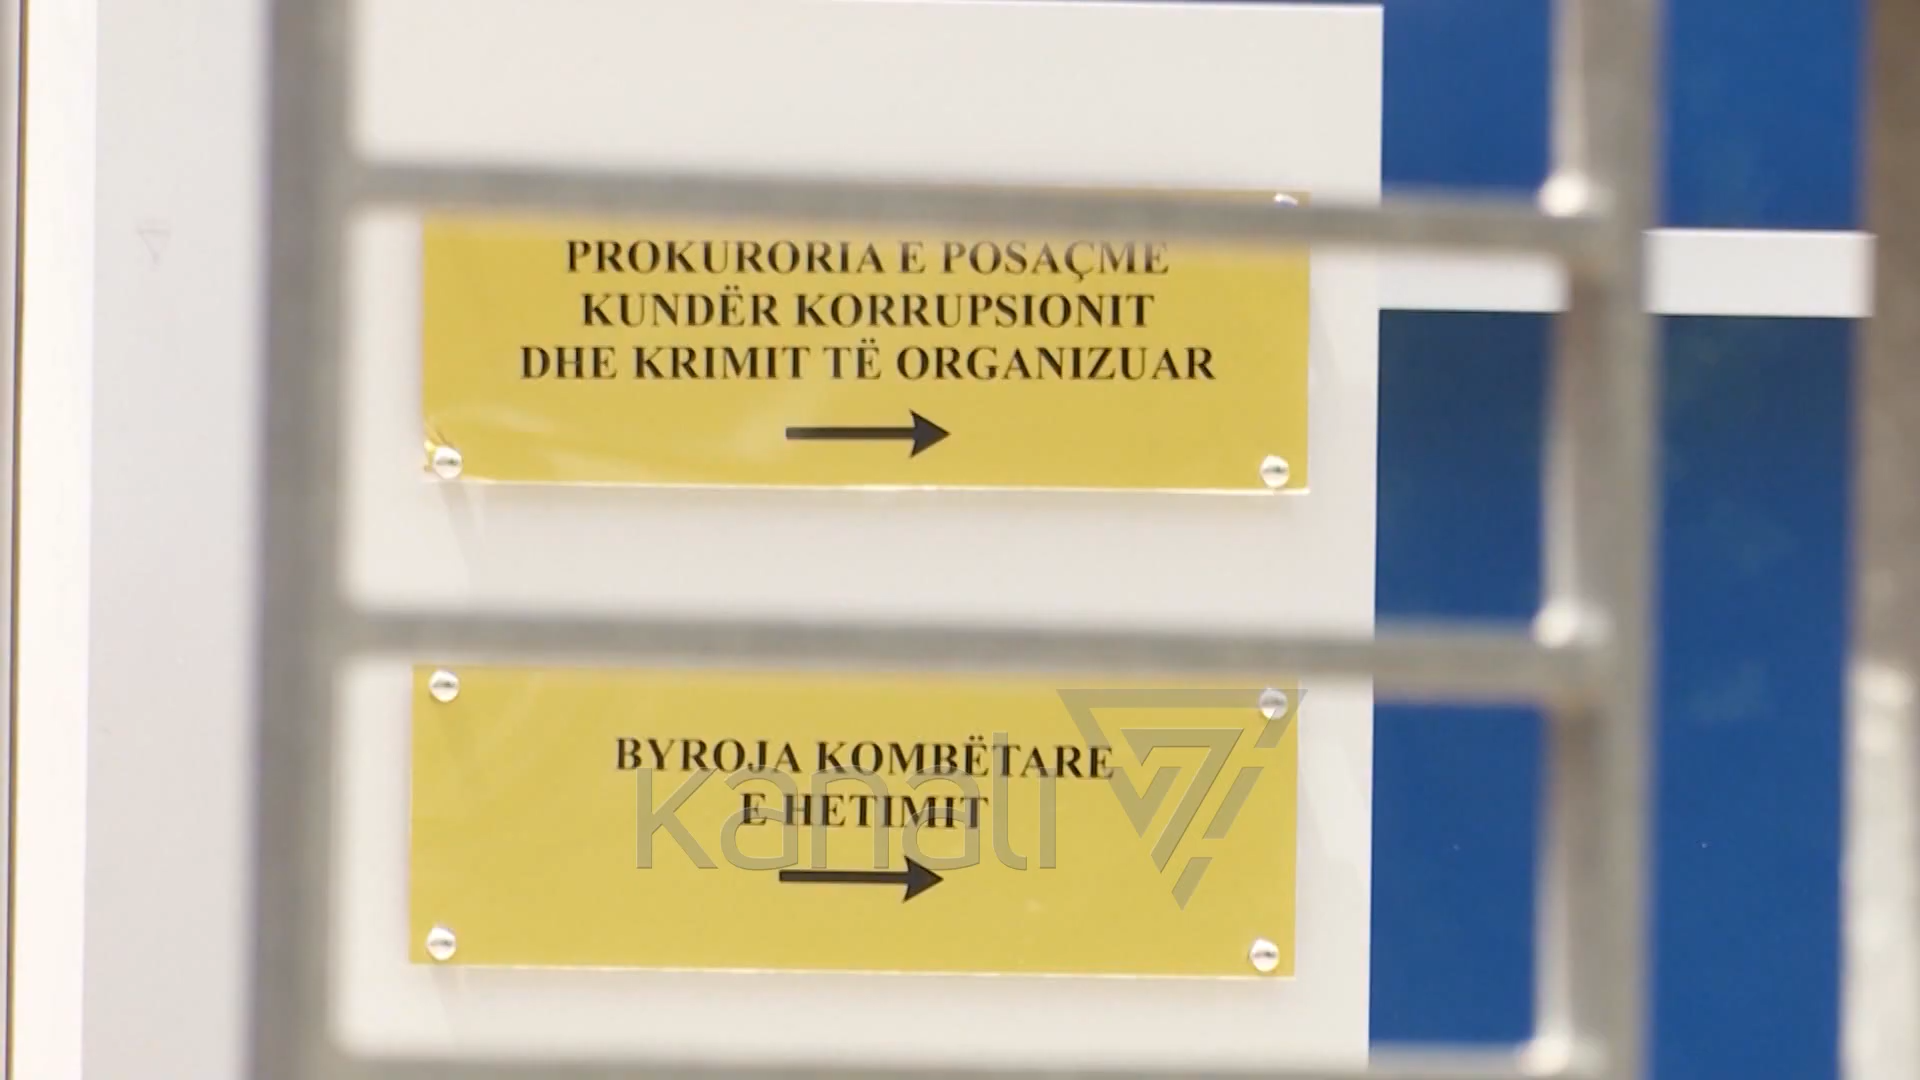 PROKURORIA E POSAÇME
KUNDËR KORRUPSIONIT
DHE KRIMIT TË ORGANIZUAR
BYROJA KOMBËTARE
E HETIMIT
kanali 7